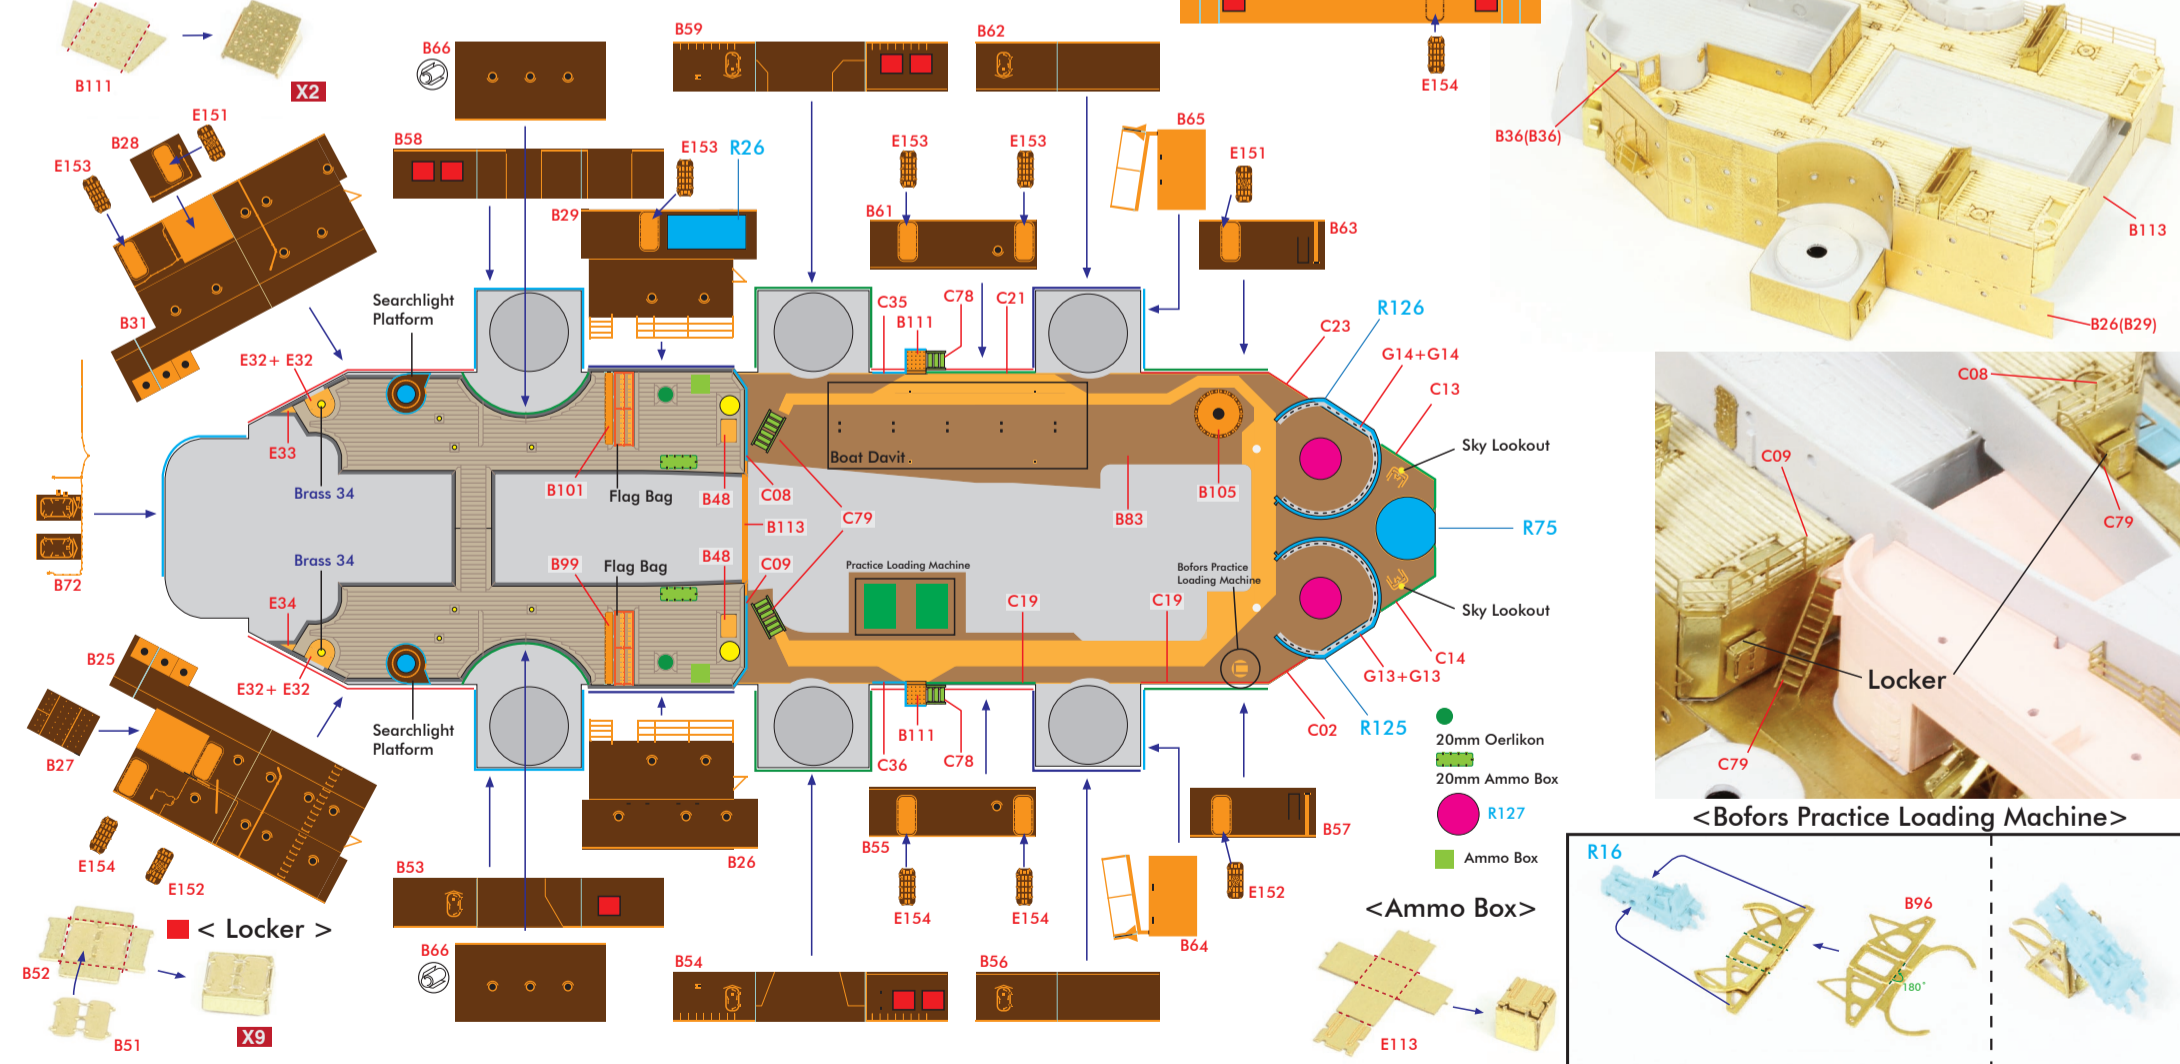 B111
X2
B66
B59
B62
E154
B36(B36)
B113
B26(B29)
E151
B28
E153
B31
B58
E153
R26
B29
E153
E153
B61
B65
E151
B63
Searchlight
Platform
E32+ E32
E33
Brass 34
B101
Flag Bag
B48
C08
C35
B111
C78
C21
C23
R126
G14+G14
C13
Sky Lookout
Boat Davit
B105
B83
C79
B113
R75
B72
Brass 34
E34
B99
Flag Bag
B48
C09
Practice Loading Machine
Bofors Practice
Loading Machine
C19
C19
Sky Lookout
C14
G13+G13
R125
C02
E32+ E32
Searchlight
Platform
C36
B111
C78
B25
B27
E154
E152
B53
B66
B26
B54
B55
E154
E154
B56
B64
B57
E152
20mm Oerlikon
20mm Ammo Box
R127
Ammo Box
C08
C09
C79
Locker
C79
<Bofors Practice Loading Machine>
R16
B96
180°
< Locker >
B52
B51
X9
<Ammo Box>
E113